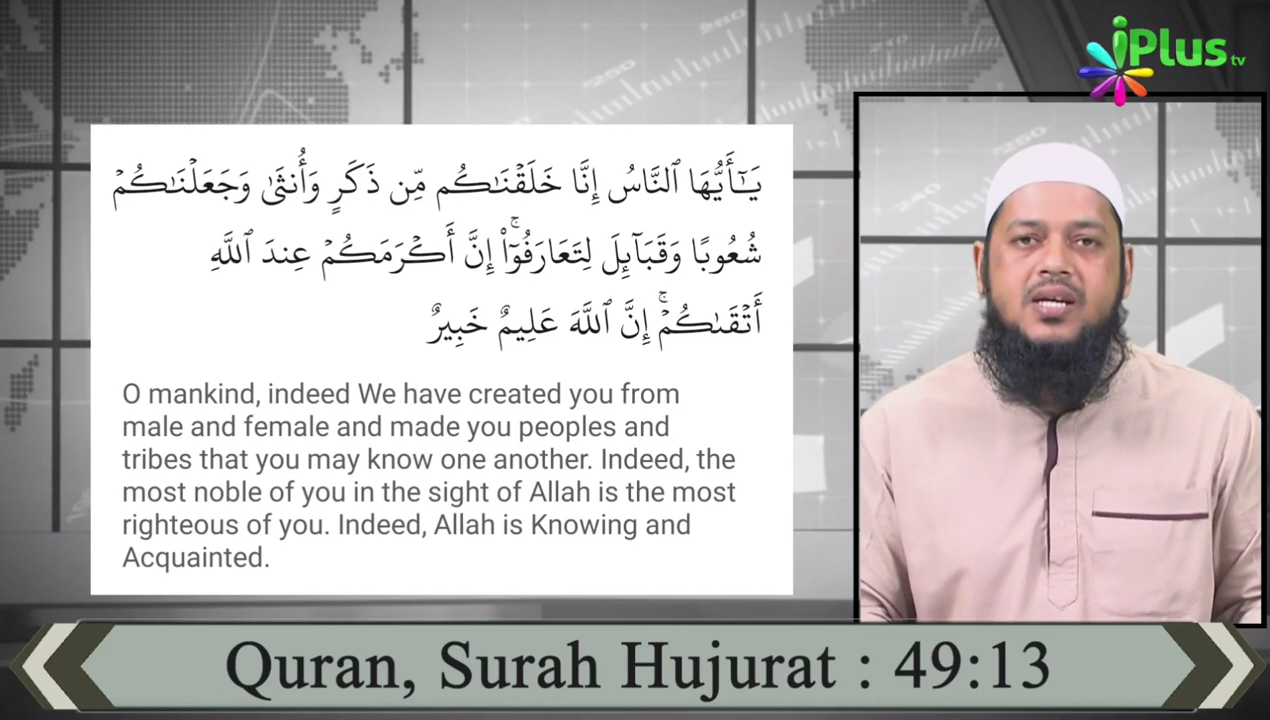 iPlus tv
يَـٰٓأَيُّهَا ٱلنَّاسُ إِنَّا خَلَقْنَـٰكُم مِّن ذَكَرٍ وَأُنثَىٰ وَجَعَلْنَـٰكُمْ
شُعُوبًا وَقَبَآئِلَ لِتَعَارَفُوٓا۟ ۚ إِنَّ أَكْرَمَكُمْ عِندَ ٱللَّهِ
أَتْقَىٰكُمْ ۚ إِنَّ ٱللَّهَ عَلِيمٌ خَبِيرٌ
O mankind, indeed We have created you from
male and female and made you peoples and
tribes that you may know one another. Indeed, the
most noble of you in the sight of Allah is the most
righteous of you. Indeed, Allah is Knowing and
Acquainted.
Quran, Surah Hujurat : 49:13